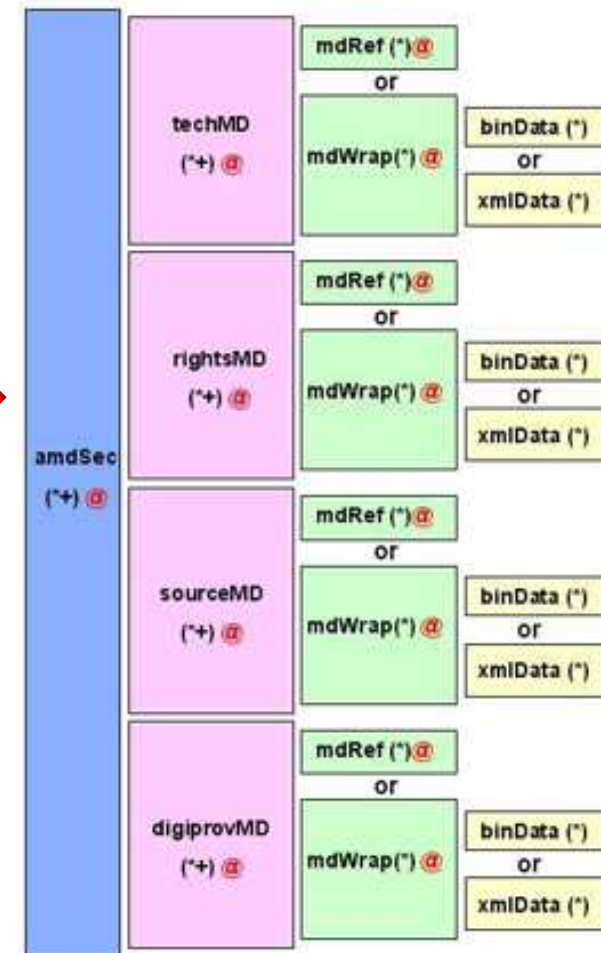 amdSec
(*+) @
techMD
(*+) @
mdRef (*)@
or
mdWrap(*) @
binData (*)
or
xmlData (*)
rightsMD
(*+) @
mdRef (*)@
or
mdWrap(*) @
binData (*)
or
xmlData (*)
sourceMD
(*+) @
mdRef (*)@
or
mdWrap(*) @
binData (*)
or
xmlData (*)
digiprovMD
(*+) @
mdRef (*)@
or
mdWrap(*) @
binData (*)
or
xmlData (*)